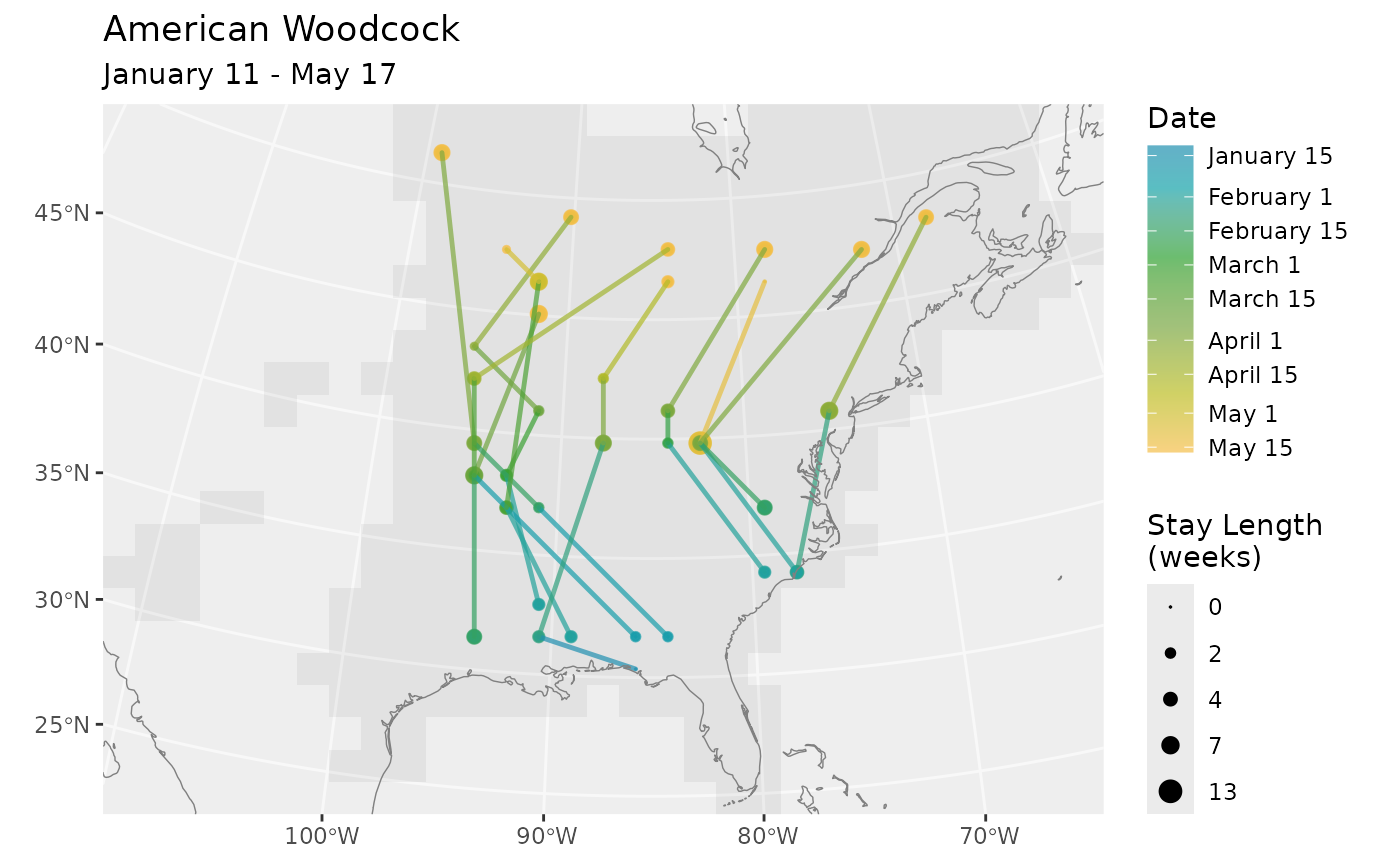 American Woodcock
January 11 - May 17
45°N
40°N
35°N
30°N
25°N
100°W
90°W
80°W
70°W
Date
January 15
February 1
February 15
March 1
March 15
April 1
April 15
May 1
May 15
Stay Length
(weeks)
0
2
4
7
13